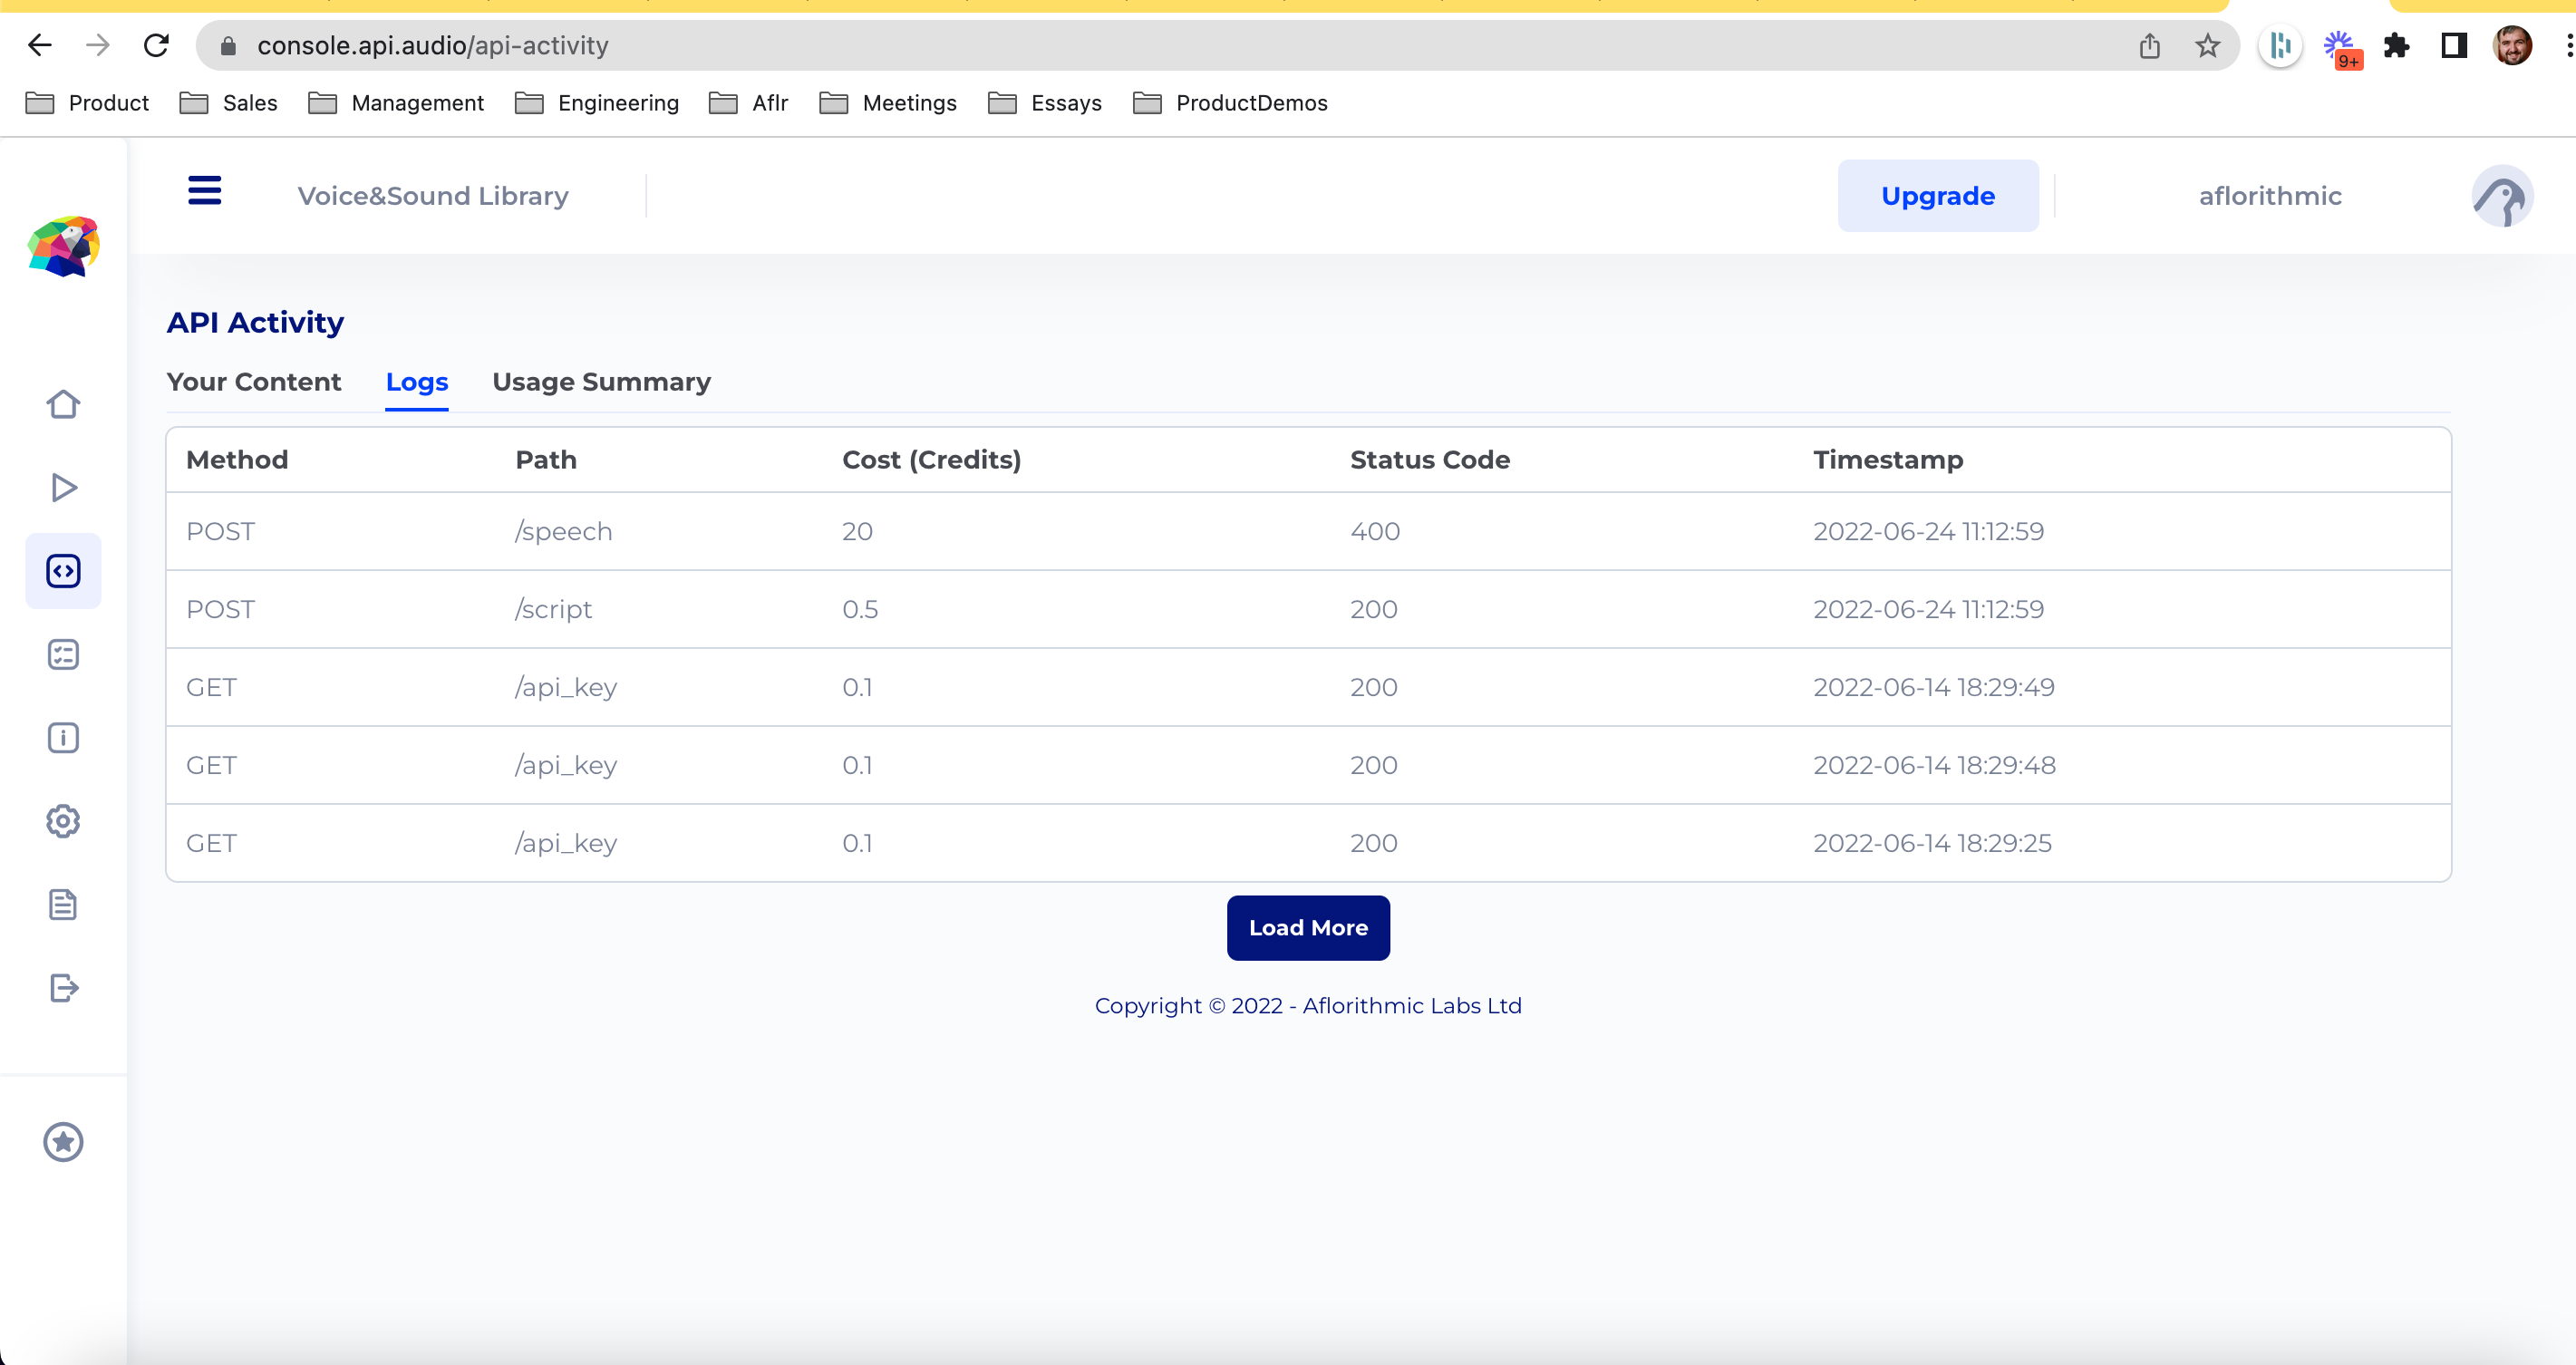 console.api.audio/api-activity
9+
Product Sales Management Engineering Aflr Meetings Essays ProductDemos
Voice&Sound Library Upgrade aflorithmic
API Activity
Your Content Logs Usage Summary
Method Path Cost (Credits) Status Code Timestamp
POST /speech 20 400 2022-06-24 11:12:59
POST /script 0.5 200 2022-06-24 11:12:59
GET /api_key 0.1 200 2022-06-14 18:29:49
GET /api_key 0.1 200 2022-06-14 18:29:48
GET /api_key 0.1 200 2022-06-14 18:29:25
Load More
Copyright © 2022 - Aflorithmic Labs Ltd